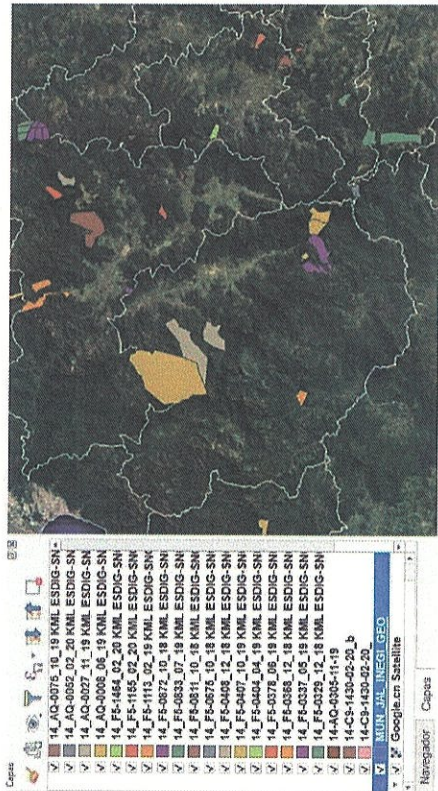 Capas
14_AQ-0075_10_19 KML ESDIG-SN
14_AQ-0052_02_20 KML ESDIG-SN
14_AQ-0027_11_19 KML ESDIG-SN
14_AQ-0008_06_19 KML ESDIG-SN
14_F5-1464_02_20 KML ESDIG-SN
14_F5-1155_02_20 KML ESDIG-SN
14_F5-1115_02_19 KML ESDIG-SN
14_F5-0872_10_18 KML ESDIG-SN
14_F5-0833_07_19 KML ESDIG-SN
14_F5-0811_10_18 KML ESDIG-SN
14_F5-0675_10_18 KML ESDIG-SN
14_F5-0408_12_18 KML ESDIG-SN
14_F5-0407_10_19 KML ESDIG-SN
14_F5-0404_04_19 KML ESDIG-SN
14_F5-0378_06_19 KML ESDIG-SN
14_F5-0368_12_18 KML ESDIG-SN
14_F5-0337_05_19 KML ESDIG-SN
14_F5-0329_12_18 KML ESDIG-SN
14-AQ-0305-11-19
14-C9-1430-02-20_b
14-C9-1430-02-20_
MUN_JAL_INEGI_GEO
Google.cn Satellite
Navegador Capas